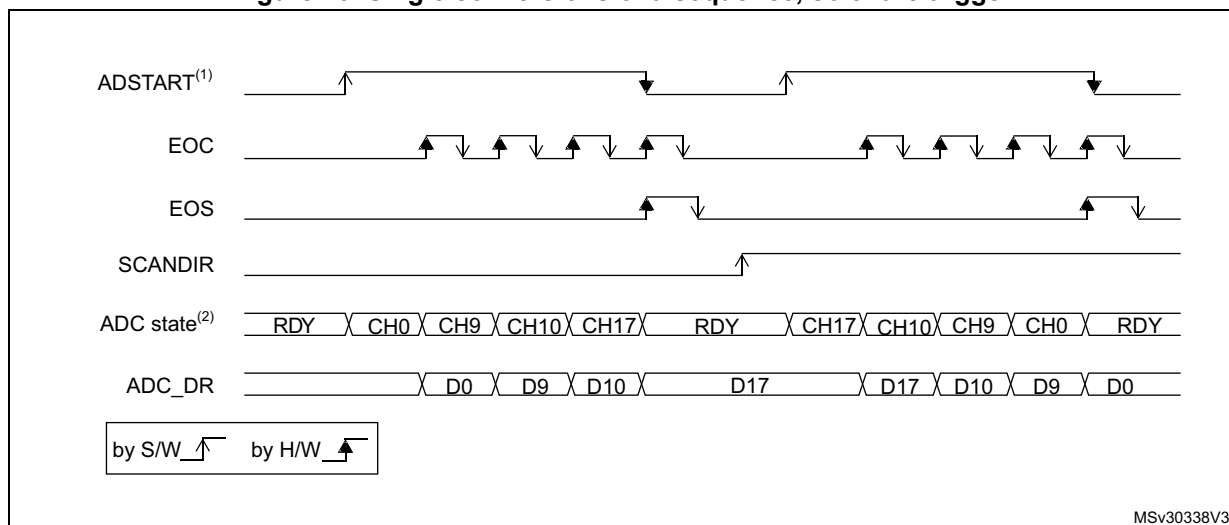 ADSTART(1)
EOC
EOS
SCANDIR
ADC state(2) RDY CH0 CH9 CH10 CH17 RDY CH17 CH10 CH9 CH0 RDY
ADC_DR D0 D9 D10 D17 D17 D10 D9 D0
by S/W by H/W
MSv30338V3